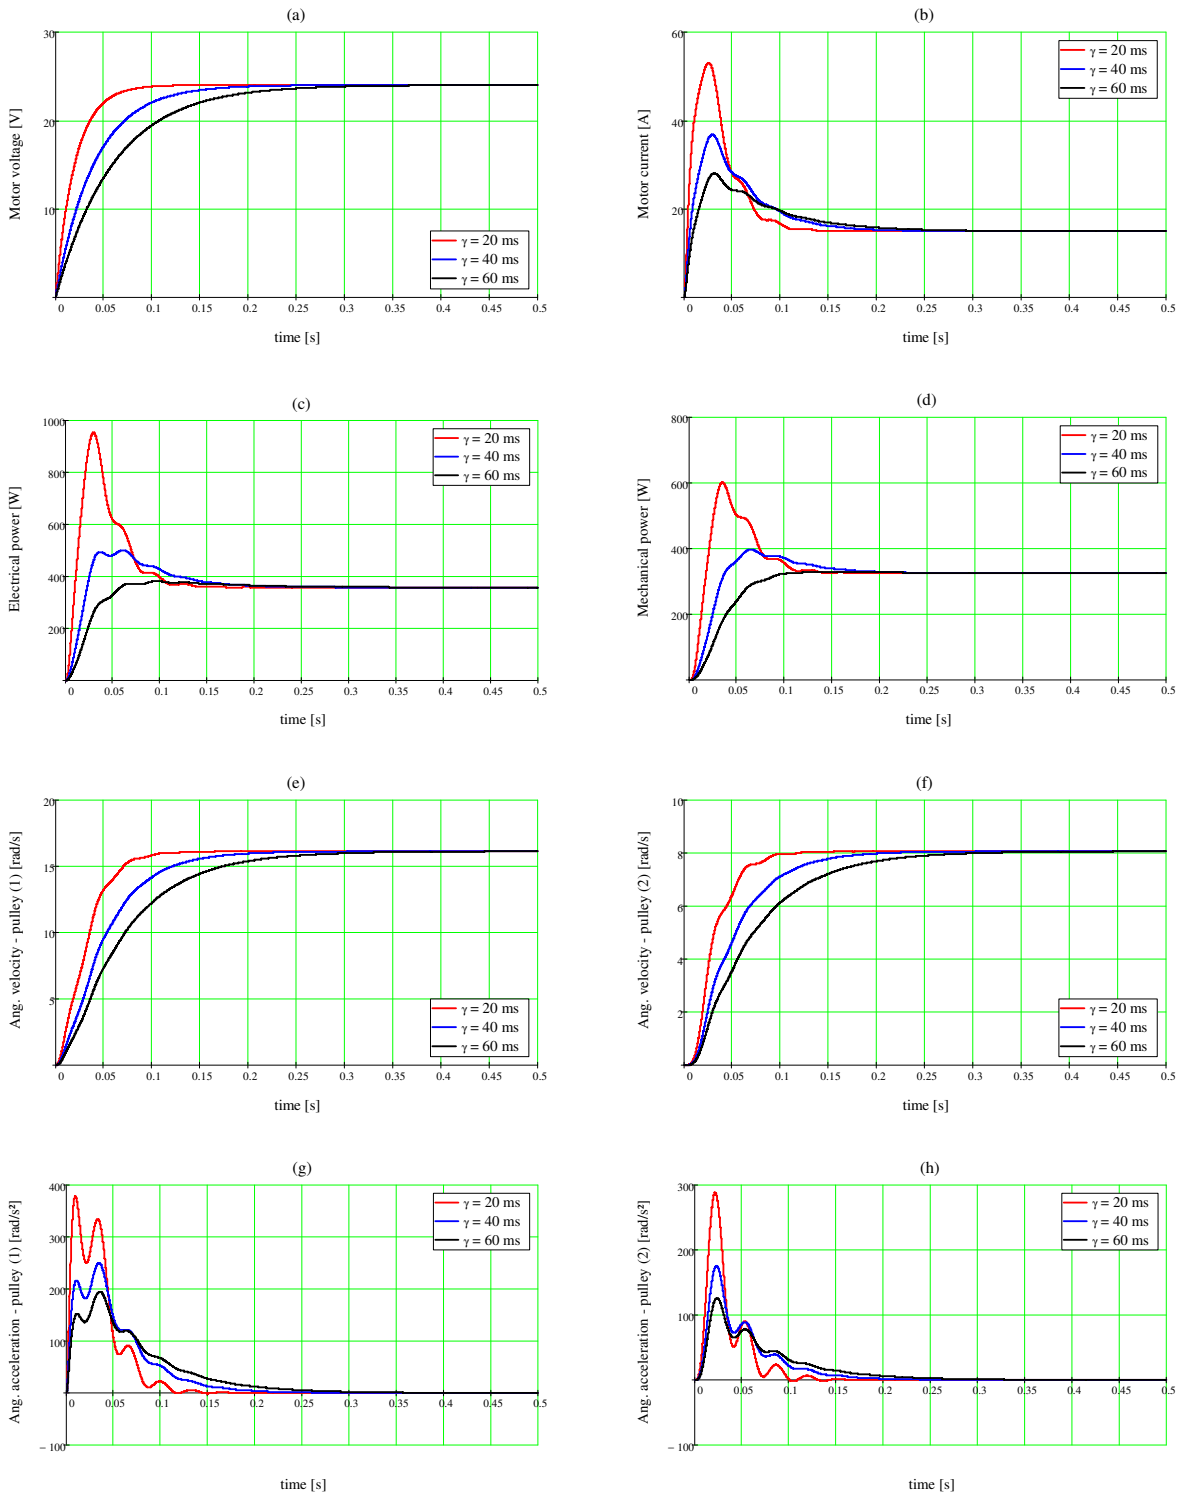 (a)
30
20
10
Motor voltage [V]
γ = 20 ms
γ = 40 ms
γ = 60 ms
0 0.05 0.1 0.15 0.2 0.25 0.3 0.35 0.4 0.45 0.5
time [s]
(b)
60
40
20
Motor current [A]
γ = 20 ms
γ = 40 ms
γ = 60 ms
0 0.05 0.1 0.15 0.2 0.25 0.3 0.35 0.4 0.45 0.5
time [s]
(c)
1000
800
600
400
200
Electrical power [W]
γ = 20 ms
γ = 40 ms
γ = 60 ms
0 0.05 0.1 0.15 0.2 0.25 0.3 0.35 0.4 0.45 0.5
time [s]
(d)
800
600
400
200
Mechanical power [W]
γ = 20 ms
γ = 40 ms
γ = 60 ms
0 0.05 0.1 0.15 0.2 0.25 0.3 0.35 0.4 0.45 0.5
time [s]
(e)
20
15
10
5
Ang. velocity - pulley (1) [rad/s]
γ = 20 ms
γ = 40 ms
γ = 60 ms
0 0.05 0.1 0.15 0.2 0.25 0.3 0.35 0.4 0.45 0.5
time [s]
(f)
10
8
6
4
2
Ang. velocity - pulley (2) [rad/s]
γ = 20 ms
γ = 40 ms
γ = 60 ms
0 0.05 0.1 0.15 0.2 0.25 0.3 0.35 0.4 0.45 0.5
time [s]
(g)
400
300
200
100
− 100
Ang. acceleration - pulley (1) [rad/s²]
γ = 20 ms
γ = 40 ms
γ = 60 ms
0 0.05 0.1 0.15 0.2 0.25 0.3 0.35 0.4 0.45 0.5
time [s]
(h)
300
200
100
− 100
Ang. acceleration - pulley (2) [rad/s²]
γ = 20 ms
γ = 40 ms
γ = 60 ms
0 0.05 0.1 0.15 0.2 0.25 0.3 0.35 0.4 0.45 0.5
time [s]